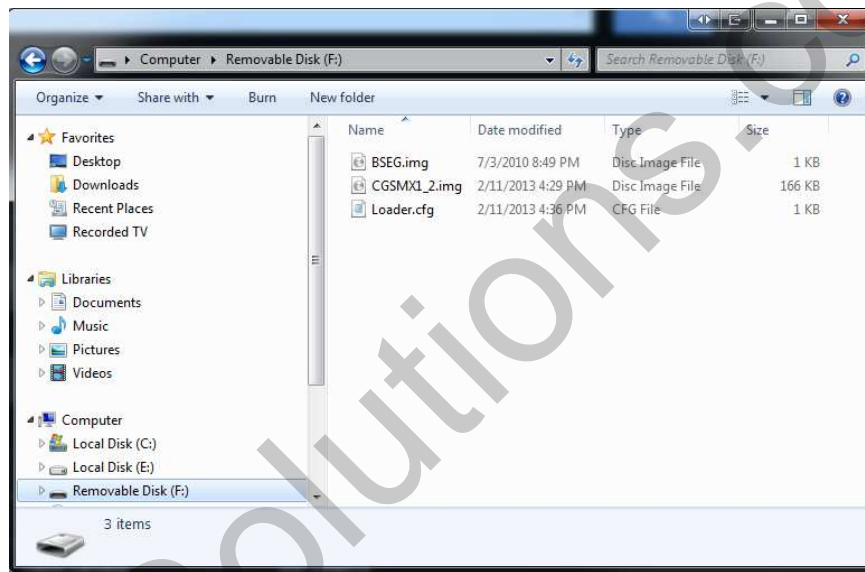 Computer ▸ Removable Disk (F:)
Search Removable Disk (F:)
Organize Share with Burn New folder
Favorites
Desktop
Downloads
Recent Places
Recorded TV
Libraries
Documents
Music
Pictures
Videos
Computer
Local Disk (C:)
Local Disk (E:)
Removable Disk (F:)
Name Date modified Type Size
BSEG.img 7/3/2010 8:49 PM Disc Image File 1 KB
CGSMX1_2.img 2/11/2013 4:29 PM Disc Image File 166 KB
Loader.cfg 2/11/2013 4:36 PM CFG File 1 KB
3 items
olutions.co